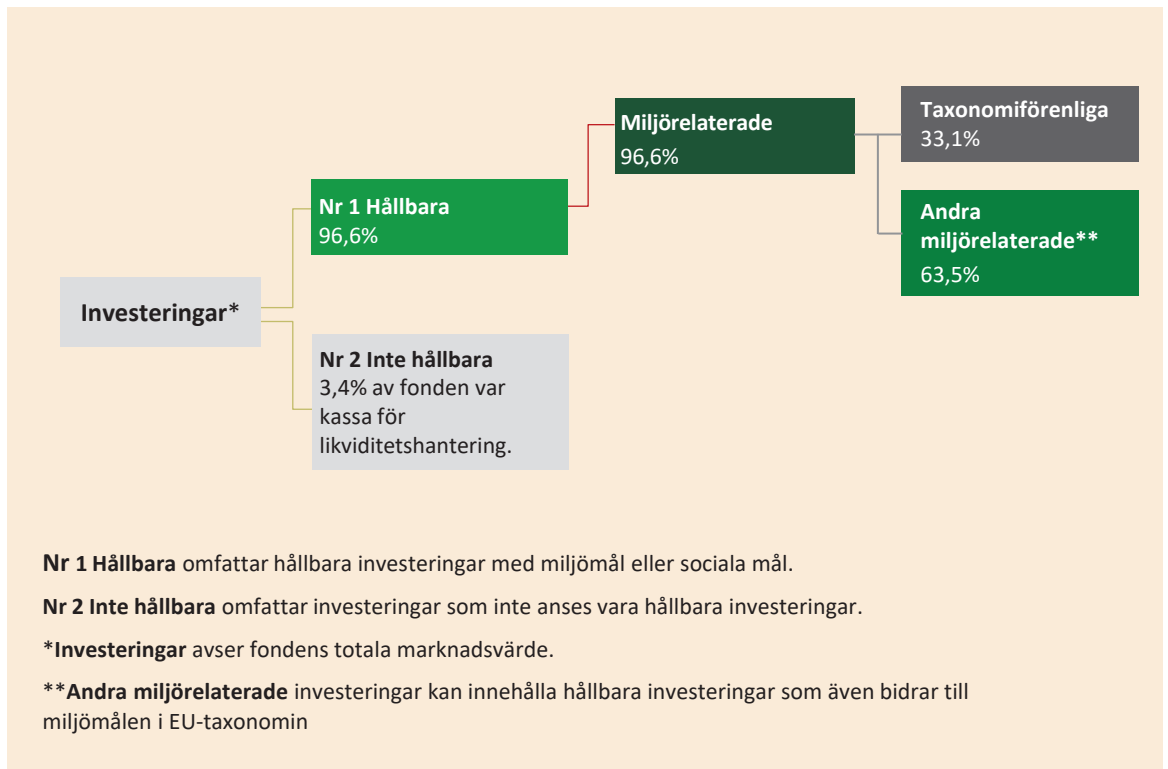 Taxonomiförenliga
33,1%
Miljörelaterade
96,6%
Nr 1 Hållbara
96,6%
Andra
miljörelaterade**
63,5%
Investeringar*
Nr 2 Inte hållbara
3,4% av fonden var
kassa för
likviditetshantering.
Nr 1 Hållbara omfattar hållbara investeringar med miljömål eller sociala mål.
Nr 2 Inte hållbara omfattar investeringar som inte anses vara hållbara investeringar.
*Investeringar avser fondens totala marknadsvärde.
**Andra miljörelaterade investeringar kan innehålla hållbara investeringar som även bidrar till
miljömålen i EU-taxonomin